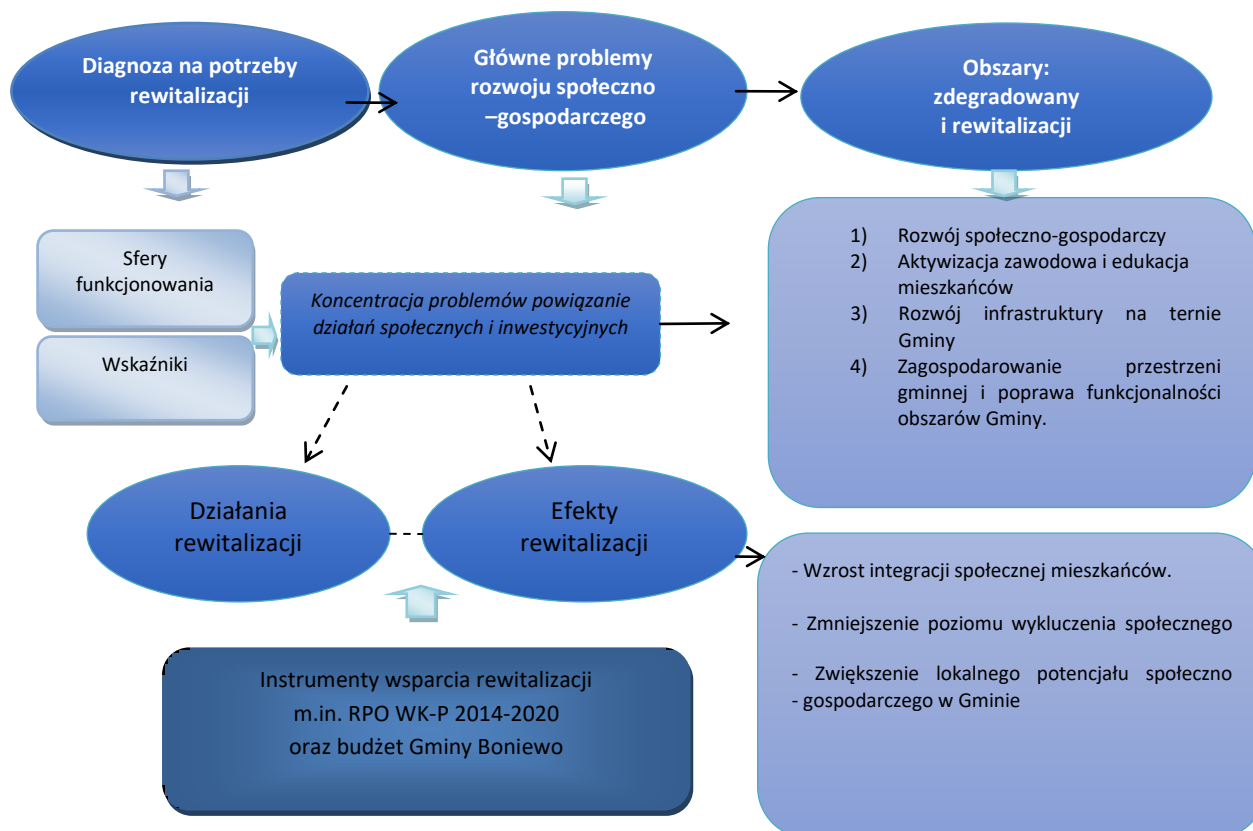 Diagnoza na potrzeby
rewitalizacji
Główne problemy
rozwoju społeczno
–gospodarczego
Obszary:
zdegradowany
i rewitalizacji
Sfery
funkcjonowania
Wskaźniki
Koncentracja problemów powiązanie
działań społecznych i inwestycyjnych
1) Rozwój społeczno-gospodarczy
2) Aktywizacja zawodowa i edukacja
mieszkańców
3) Rozwój infrastruktury na ternie
Gminy
4) Zagospodarowanie przestrzeni
gminnej i poprawa funkcjonalności
obszarów Gminy.
Działania
rewitalizacji
Efekty
rewitalizacji
- Wzrost integracji społecznej mieszkańców.
- Zmniejszenie poziomu wykluczenia społecznego
- Zwiększenie lokalnego potencjału społeczno
- gospodarczego w Gminie
Instrumenty wsparcia rewitalizacji
m.in. RPO WK-P 2014-2020
oraz budżet Gminy Boniewo